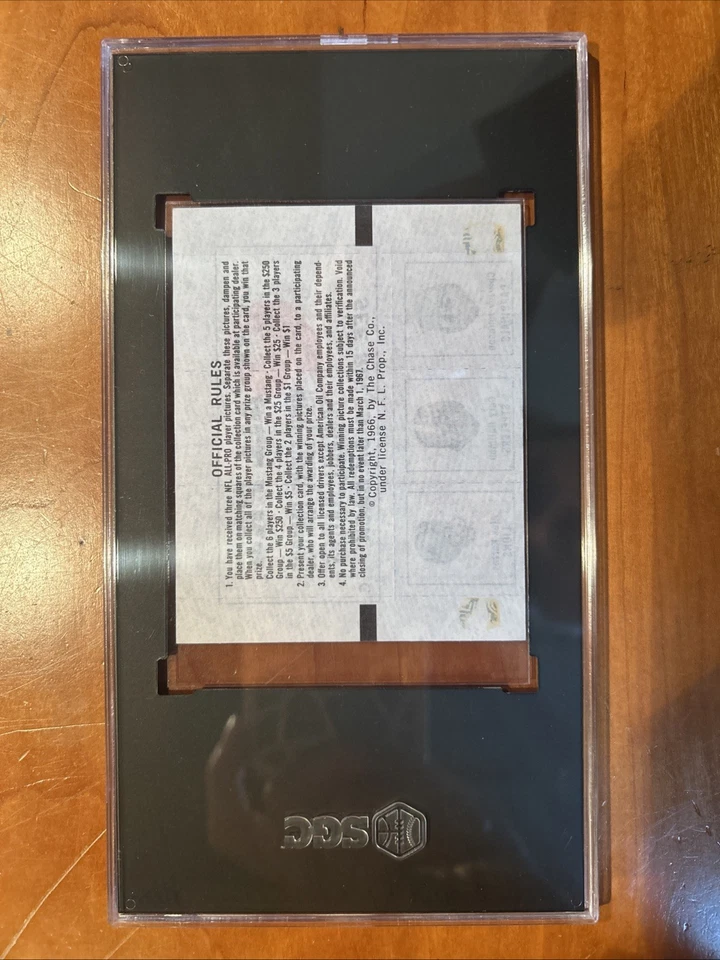 OFFICIAL RULES
1. You have received three NFL ALL-PRO player pictures. Separate these pictures, dampen and
place them on matching squares of the collection card which is available at participating dealer.
When you collect all of the player pictures in any prize group shown on the card, you win that
prize.
Collect the 6 players in the Mustang Group — Win a Mustang · Collect the 5 players in the $250
Group — Win $250 · Collect the 4 players in the $25 Group — Win $25 · Collect the 3 players
in the $5 Group — Win $5 · Collect the 2 players in the $1 Group — Win $1
2. Present your collection card, with the winning pictures placed on the card, to a participating
dealer, who will arrange the awarding of your prize.
3. Offer open to all licensed drivers except American Oil Company employees and their depend-
ents, its agents and employees, jobbers, dealers and their employees, and affiliates.
4. No purchase necessary to participate. Winning picture collections subject to verification. Void
where prohibited by law. All redemptions must be made within 15 days after the announced
closing of promotion, but in no event later than March 1, 1967.
© Copyright, 1966, by The Chase Co.,
under license N. F. L. Prop., Inc.
SGC